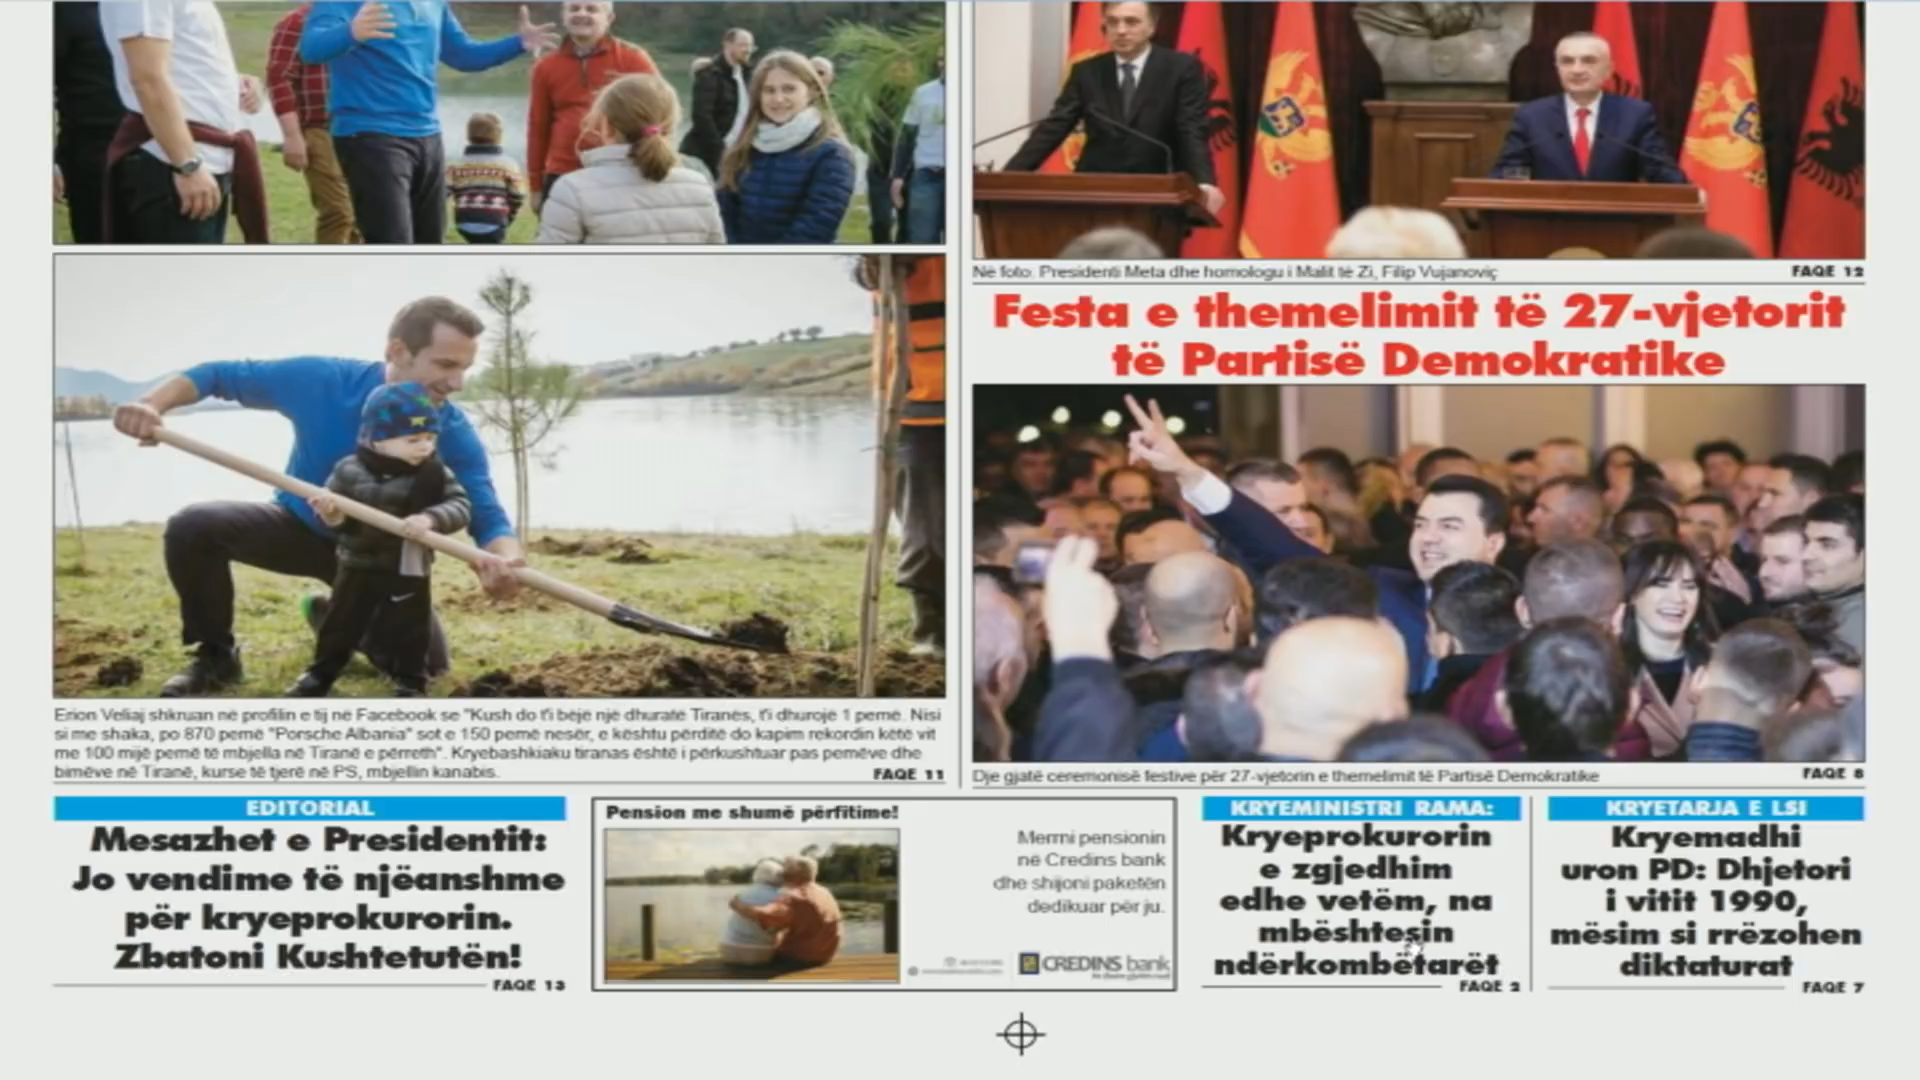 Erion Veliaj shkruan në profilin e tij në Facebook se "Kush do t'i bëjë një dhuratë Tiranës, t'i dhurojë 1 pemë. Nisi
si me shaka, po 870 pemë "Porsche Albania" sot e 150 pemë nesër, e kështu përditë do kapim rekordin këtë vit
me 100 mijë pemë të mbjella në Tiranë e përreth". Kryebashkiaku tiranas është i përkushtuar pas pemëve dhe
bimëve në Tiranë, kurse të tjerë në PS, mbjellin kanabis.
FAQE 11
Në foto: Presidenti Meta dhe homologu i Malit të Zi, Filip Vujanoviç
FAQE 12
Festa e themelimit të 27-vjetorit
të Partisë Demokratike
Dje gjatë ceremonisë festive për 27-vjetorin e themelimit të Partisë Demokratike
FAQE 8
EDITORIAL
Mesazhet e Presidentit:
Jo vendime të njëanshme
për kryeprokurorin.
Zbatoni Kushtetutën!
FAQE 13
Pension me shumë përfitime!
Merrni pensionin
në Credins bank
dhe shijoni paketën
dedikuar për ju.
CREDINS bank
KRYEMINISTRI RAMA:
Kryeprokurorin
e zgjedhim
edhe vetëm, na
mbështesin
ndërkombëtarët
FAQE 2
KRYETARJA E LSI
Kryemadhi
uron PD: Dhjetori
i vitit 1990,
mësim si rrëzohen
diktaturat
FAQE 7